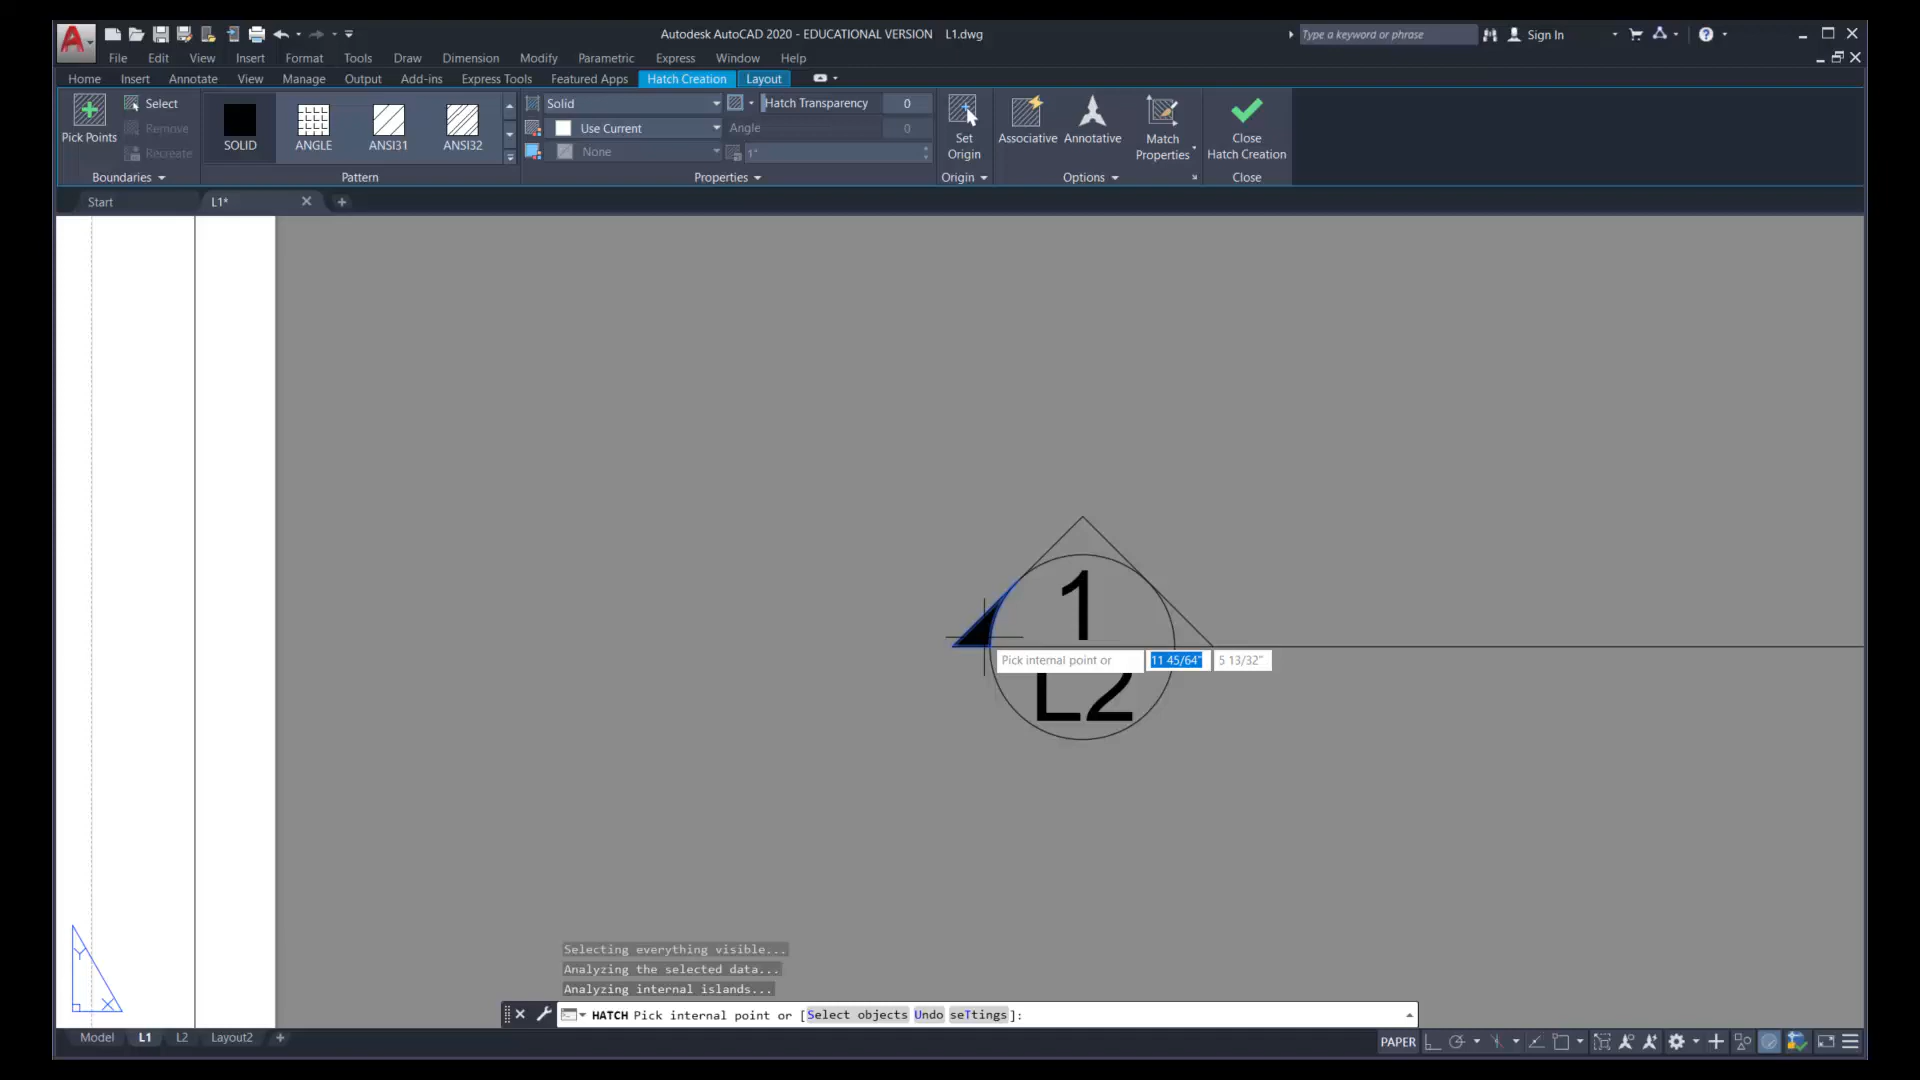 Autodesk AutoCAD 2020 - EDUCATIONAL VERSION L1.dwg
Type a keyword or phrase
Sign In
File Edit View Insert Format Tools Draw Dimension Modify Parametric Express Window Help
Home Insert Annotate View Manage Output Add-ins Express Tools Featured Apps Hatch Creation Layout
Pick Points
Select
Remove
Recreate
Boundaries
SOLID
ANGLE
ANSI31
ANSI32
Pattern
Solid
Use Current
None
Hatch Transparency 0
Angle 0
1"
Properties
Set
Origin
Origin
Associative
Annotative
Match
Properties
Options
Close
Hatch Creation
Close
Start L1*
1
Pick internal point or 11 45/64" 5 13/32"
L2
Y
X
Selecting everything visible...
Analyzing the selected data...
Analyzing internal islands...
HATCH Pick internal point or [Select objects Undo seTtings]:
Model L1 L2 Layout2
PAPER